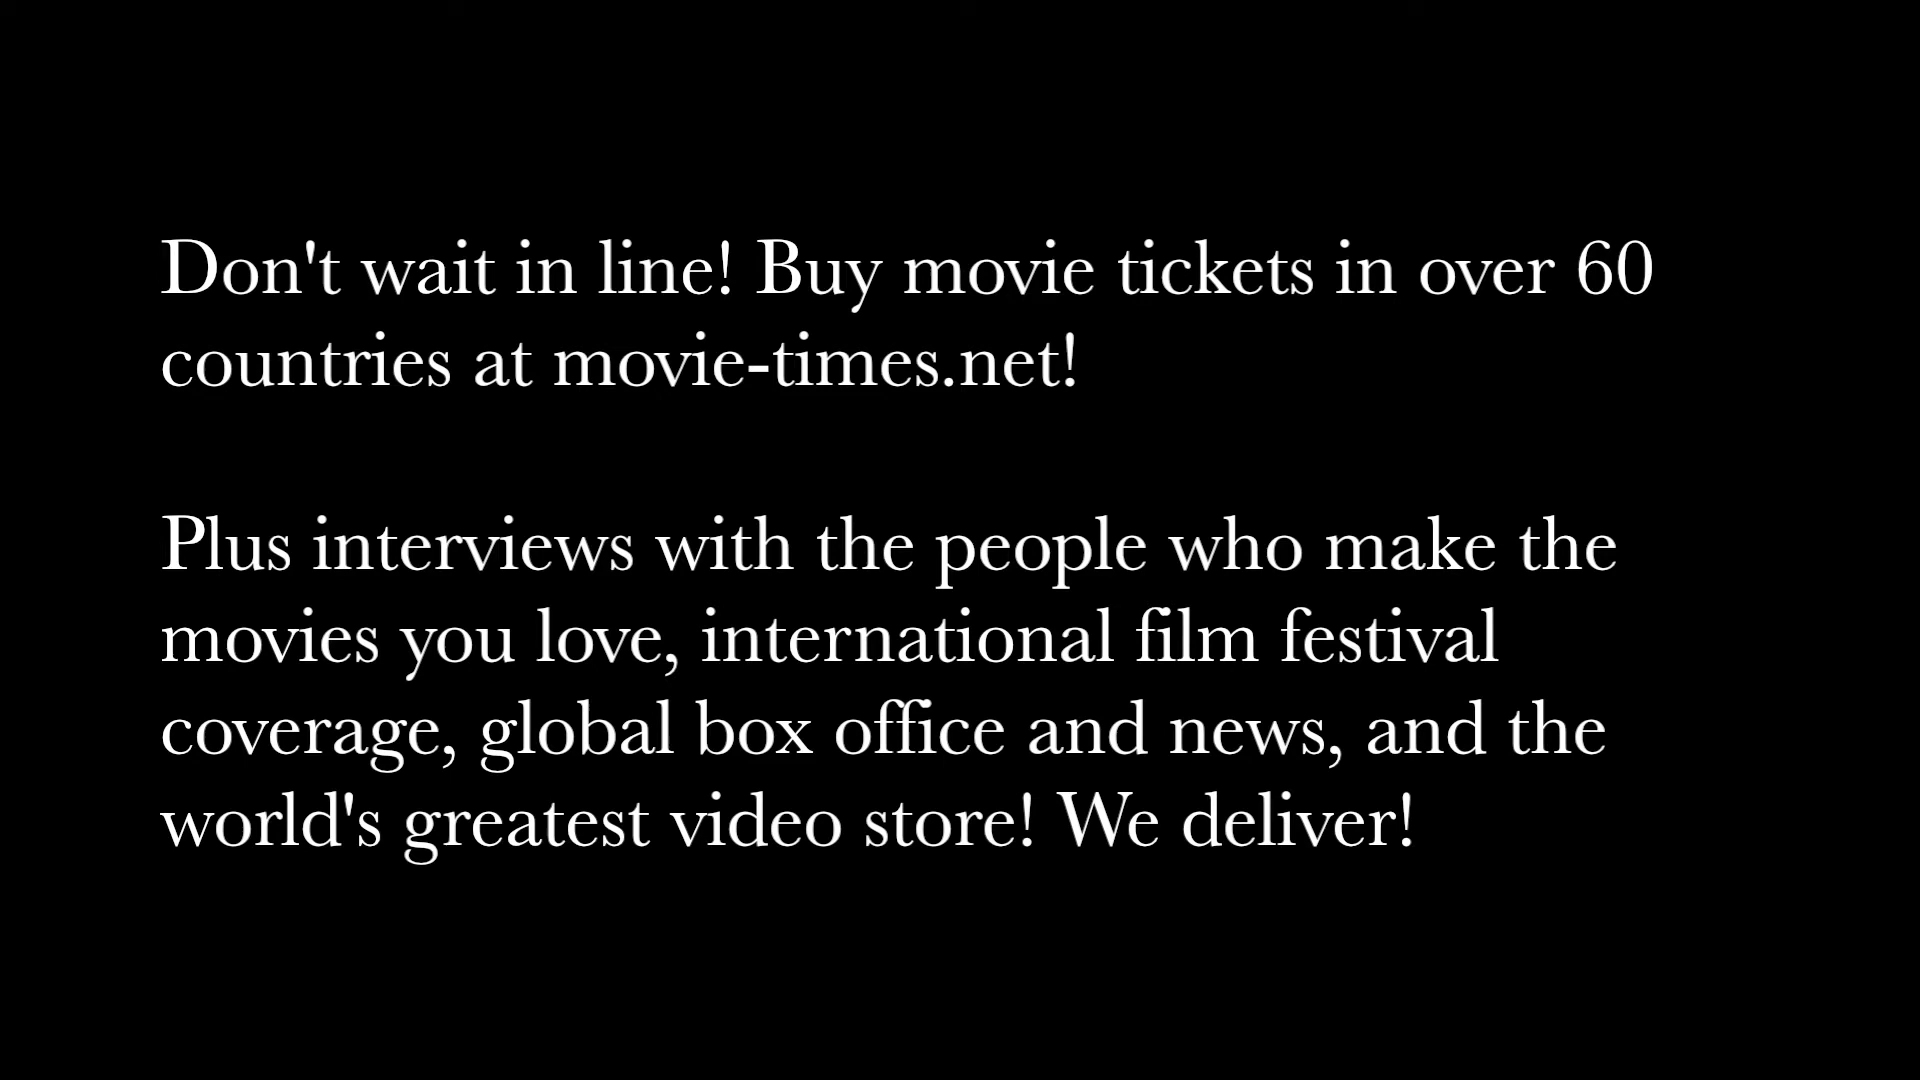 Don't wait in line! Buy movie tickets in over 60
countries at movie-times.net!
Plus interviews with the people who make the
movies you love, international film festival
coverage, global box office and news, and the
world's greatest video store! We deliver!